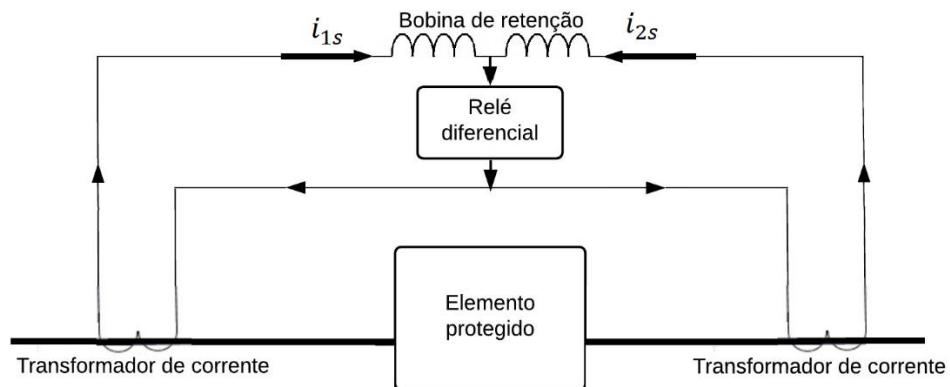 Bobina de retenção
i1s
i2s
Relé
diferencial
Elemento
protegido
Transformador de corrente
Transformador de corrente